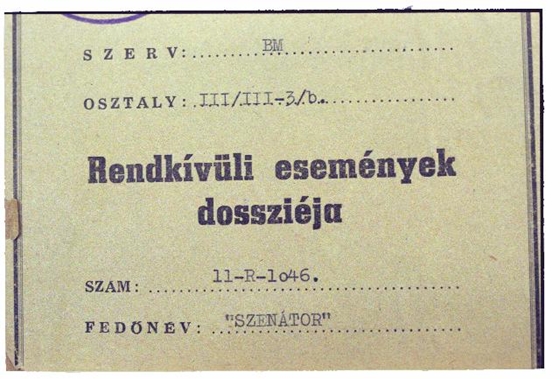 SZERV: BM
OSZTALY: III/III-3/b.
Rendkívüli események
dossziéja
SZAM: 11-R-1o46.
FEDŐNÉV: "SZENÁTOR"